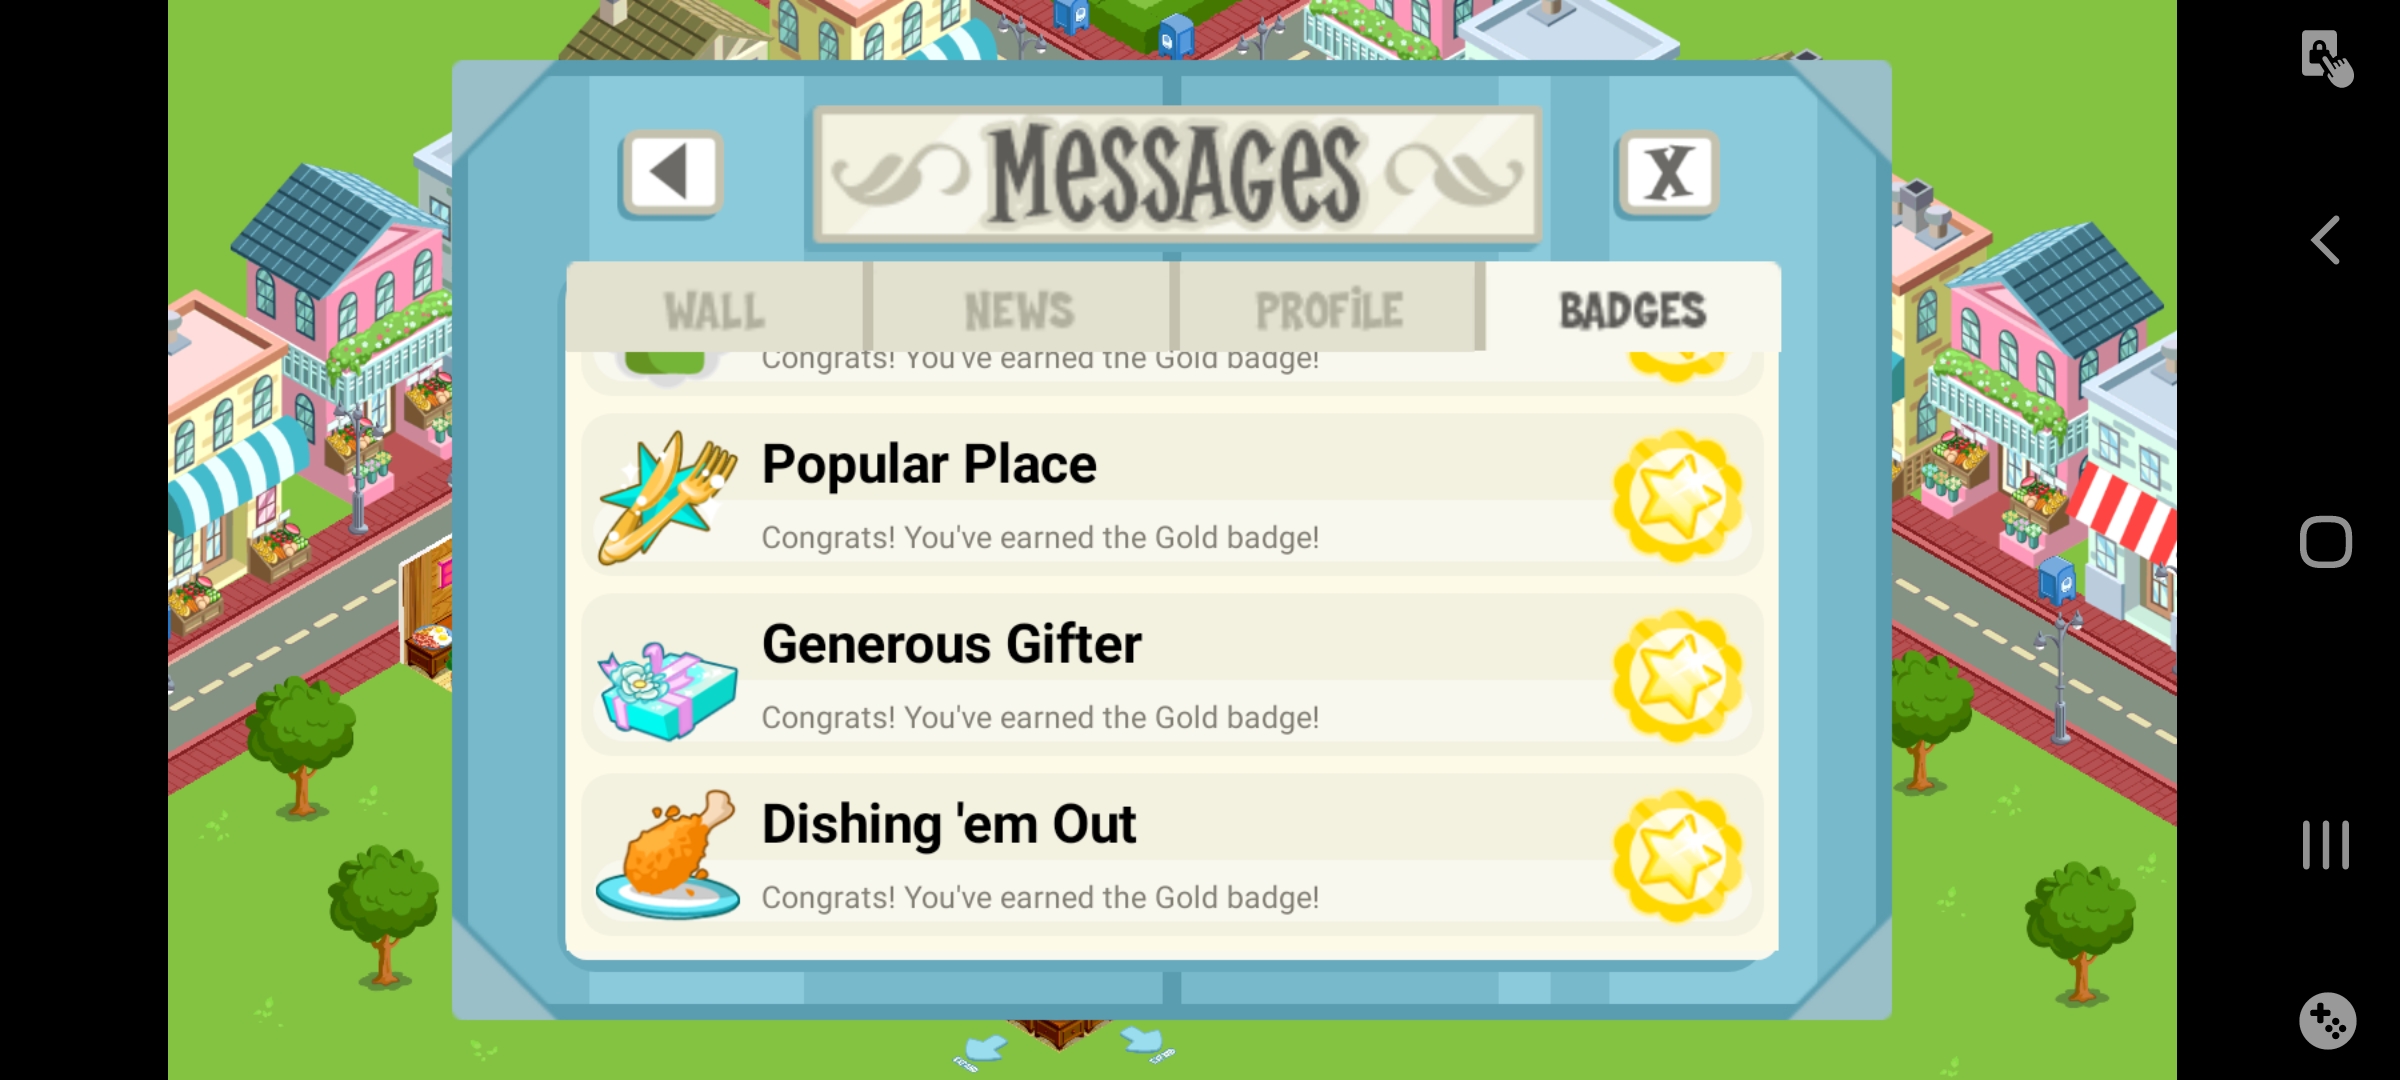 MESSAGES
X
WALL
NEWS
PROFILE
BADGES
Congrats! You've earned the Gold badge!
Popular Place
Congrats! You've earned the Gold badge!
Generous Gifter
Congrats! You've earned the Gold badge!
Dishing 'em Out
Congrats! You've earned the Gold badge!